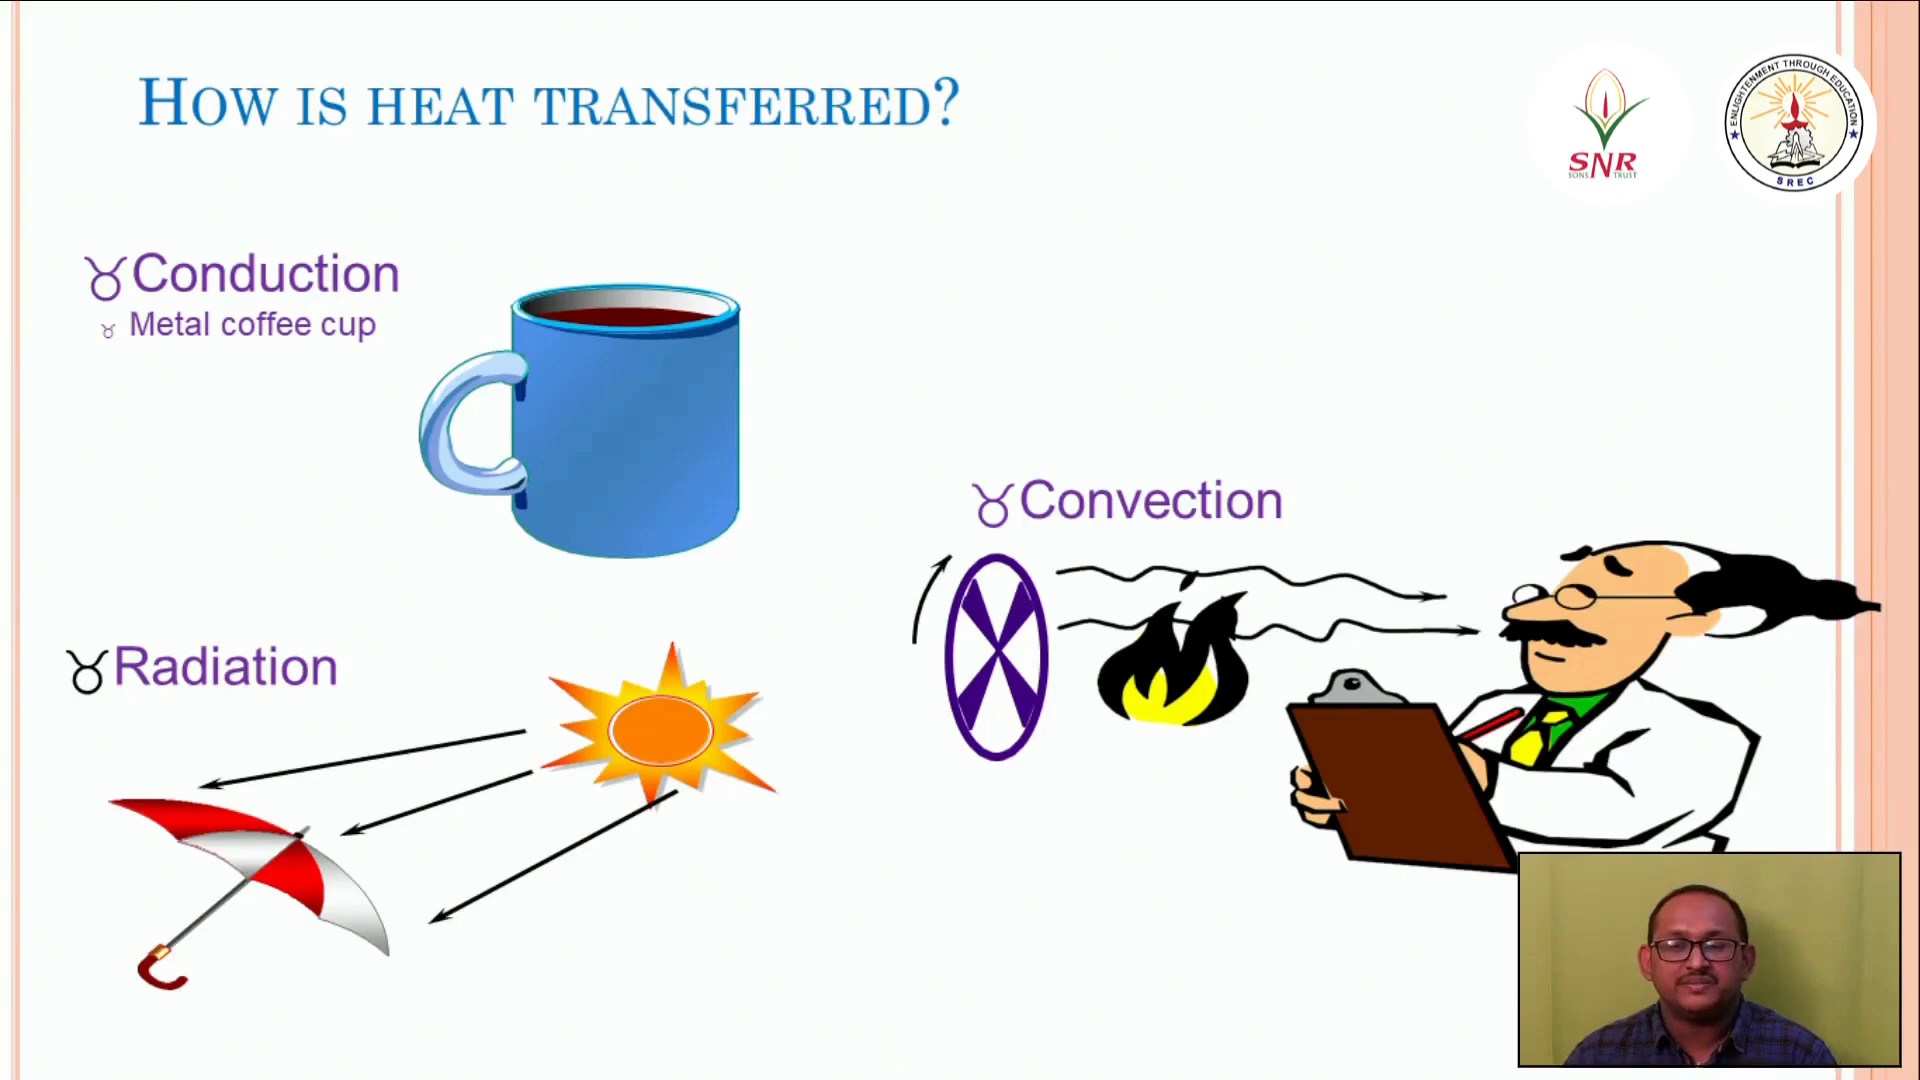 HOW IS HEAT TRANSFERRED?
SNR
SONS TRUST
ENLIGHTENMENT THROUGH EDUCATION
SREC
Conduction
Metal coffee cup
Convection
Radiation